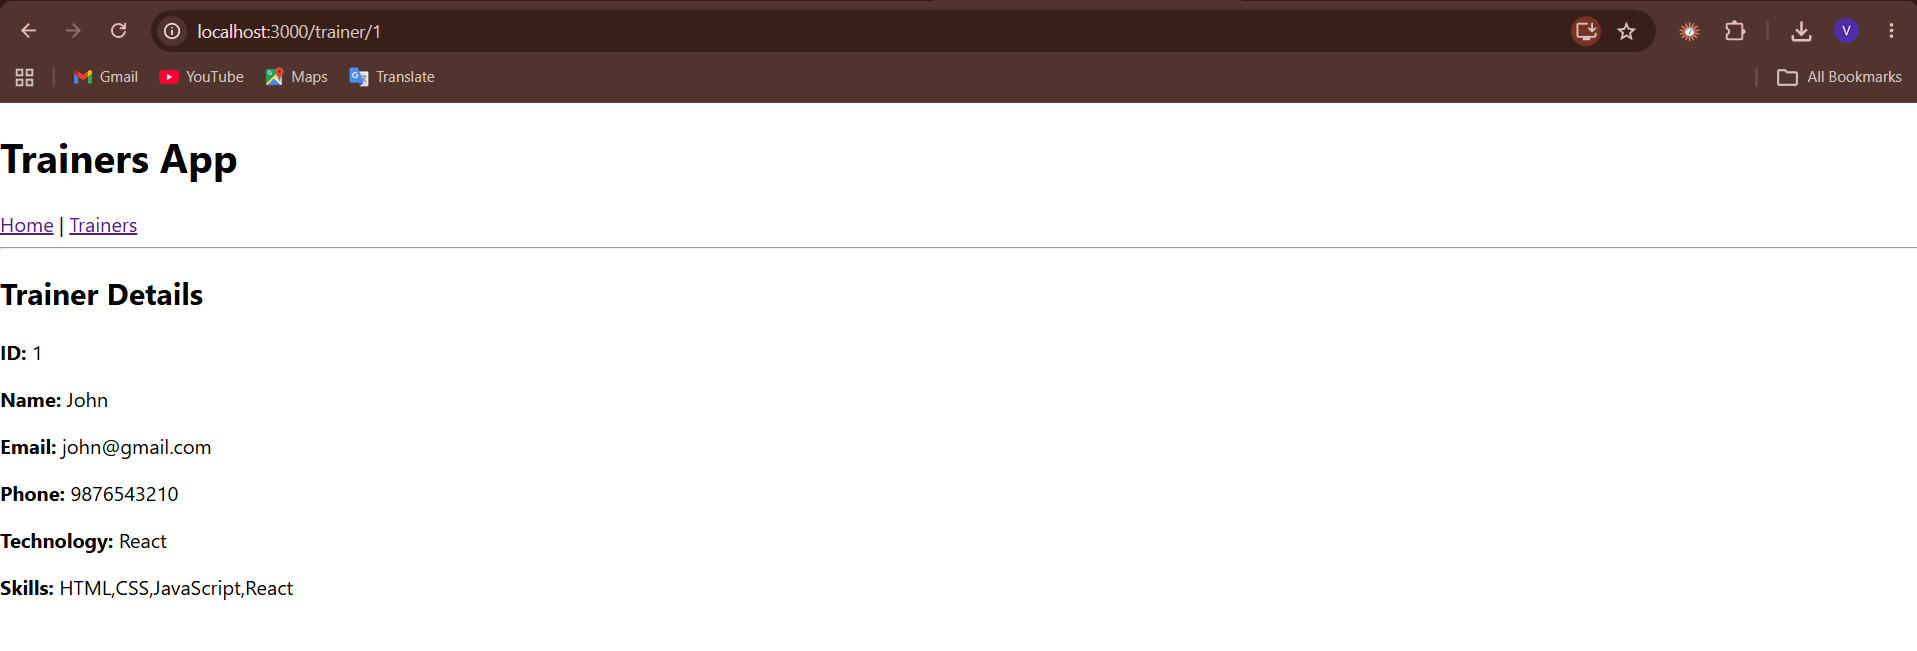 localhost:3000/trainer/1
V
Gmail YouTube Maps Translate All Bookmarks
Trainers App
Home | Trainers
Trainer Details
ID: 1
Name: John
Email: john@gmail.com
Phone: 9876543210
Technology: React
Skills: HTML,CSS,JavaScript,React